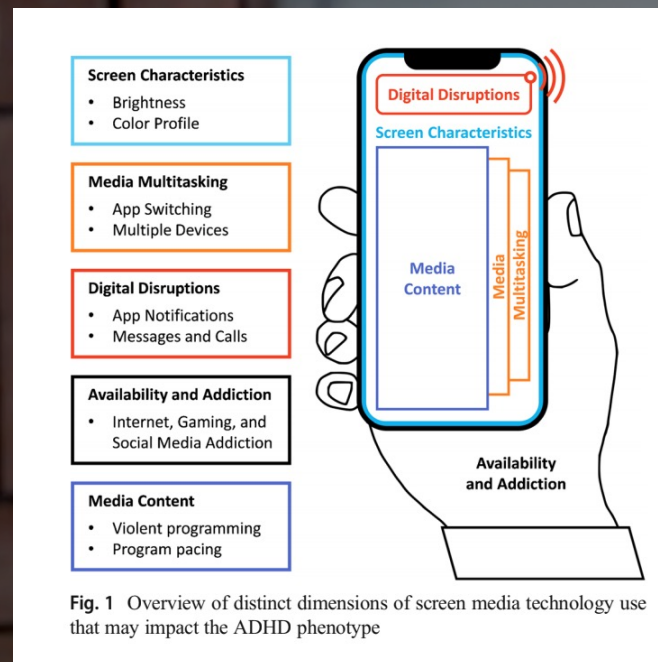 Screen Characteristics
• Brightness
• Color Profile
Media Multitasking
• App Switching
• Multiple Devices
Digital Disruptions
• App Notifications
• Messages and Calls
Availability and Addiction
• Internet, Gaming, and
Social Media Addiction
Media Content
• Violent programming
• Program pacing
Digital Disruptions
Screen Characteristics
Media
Content
Media
Multitasking
Availability
and Addiction
Fig. 1 Overview of distinct dimensions of screen media technology use
that may impact the ADHD phenotype